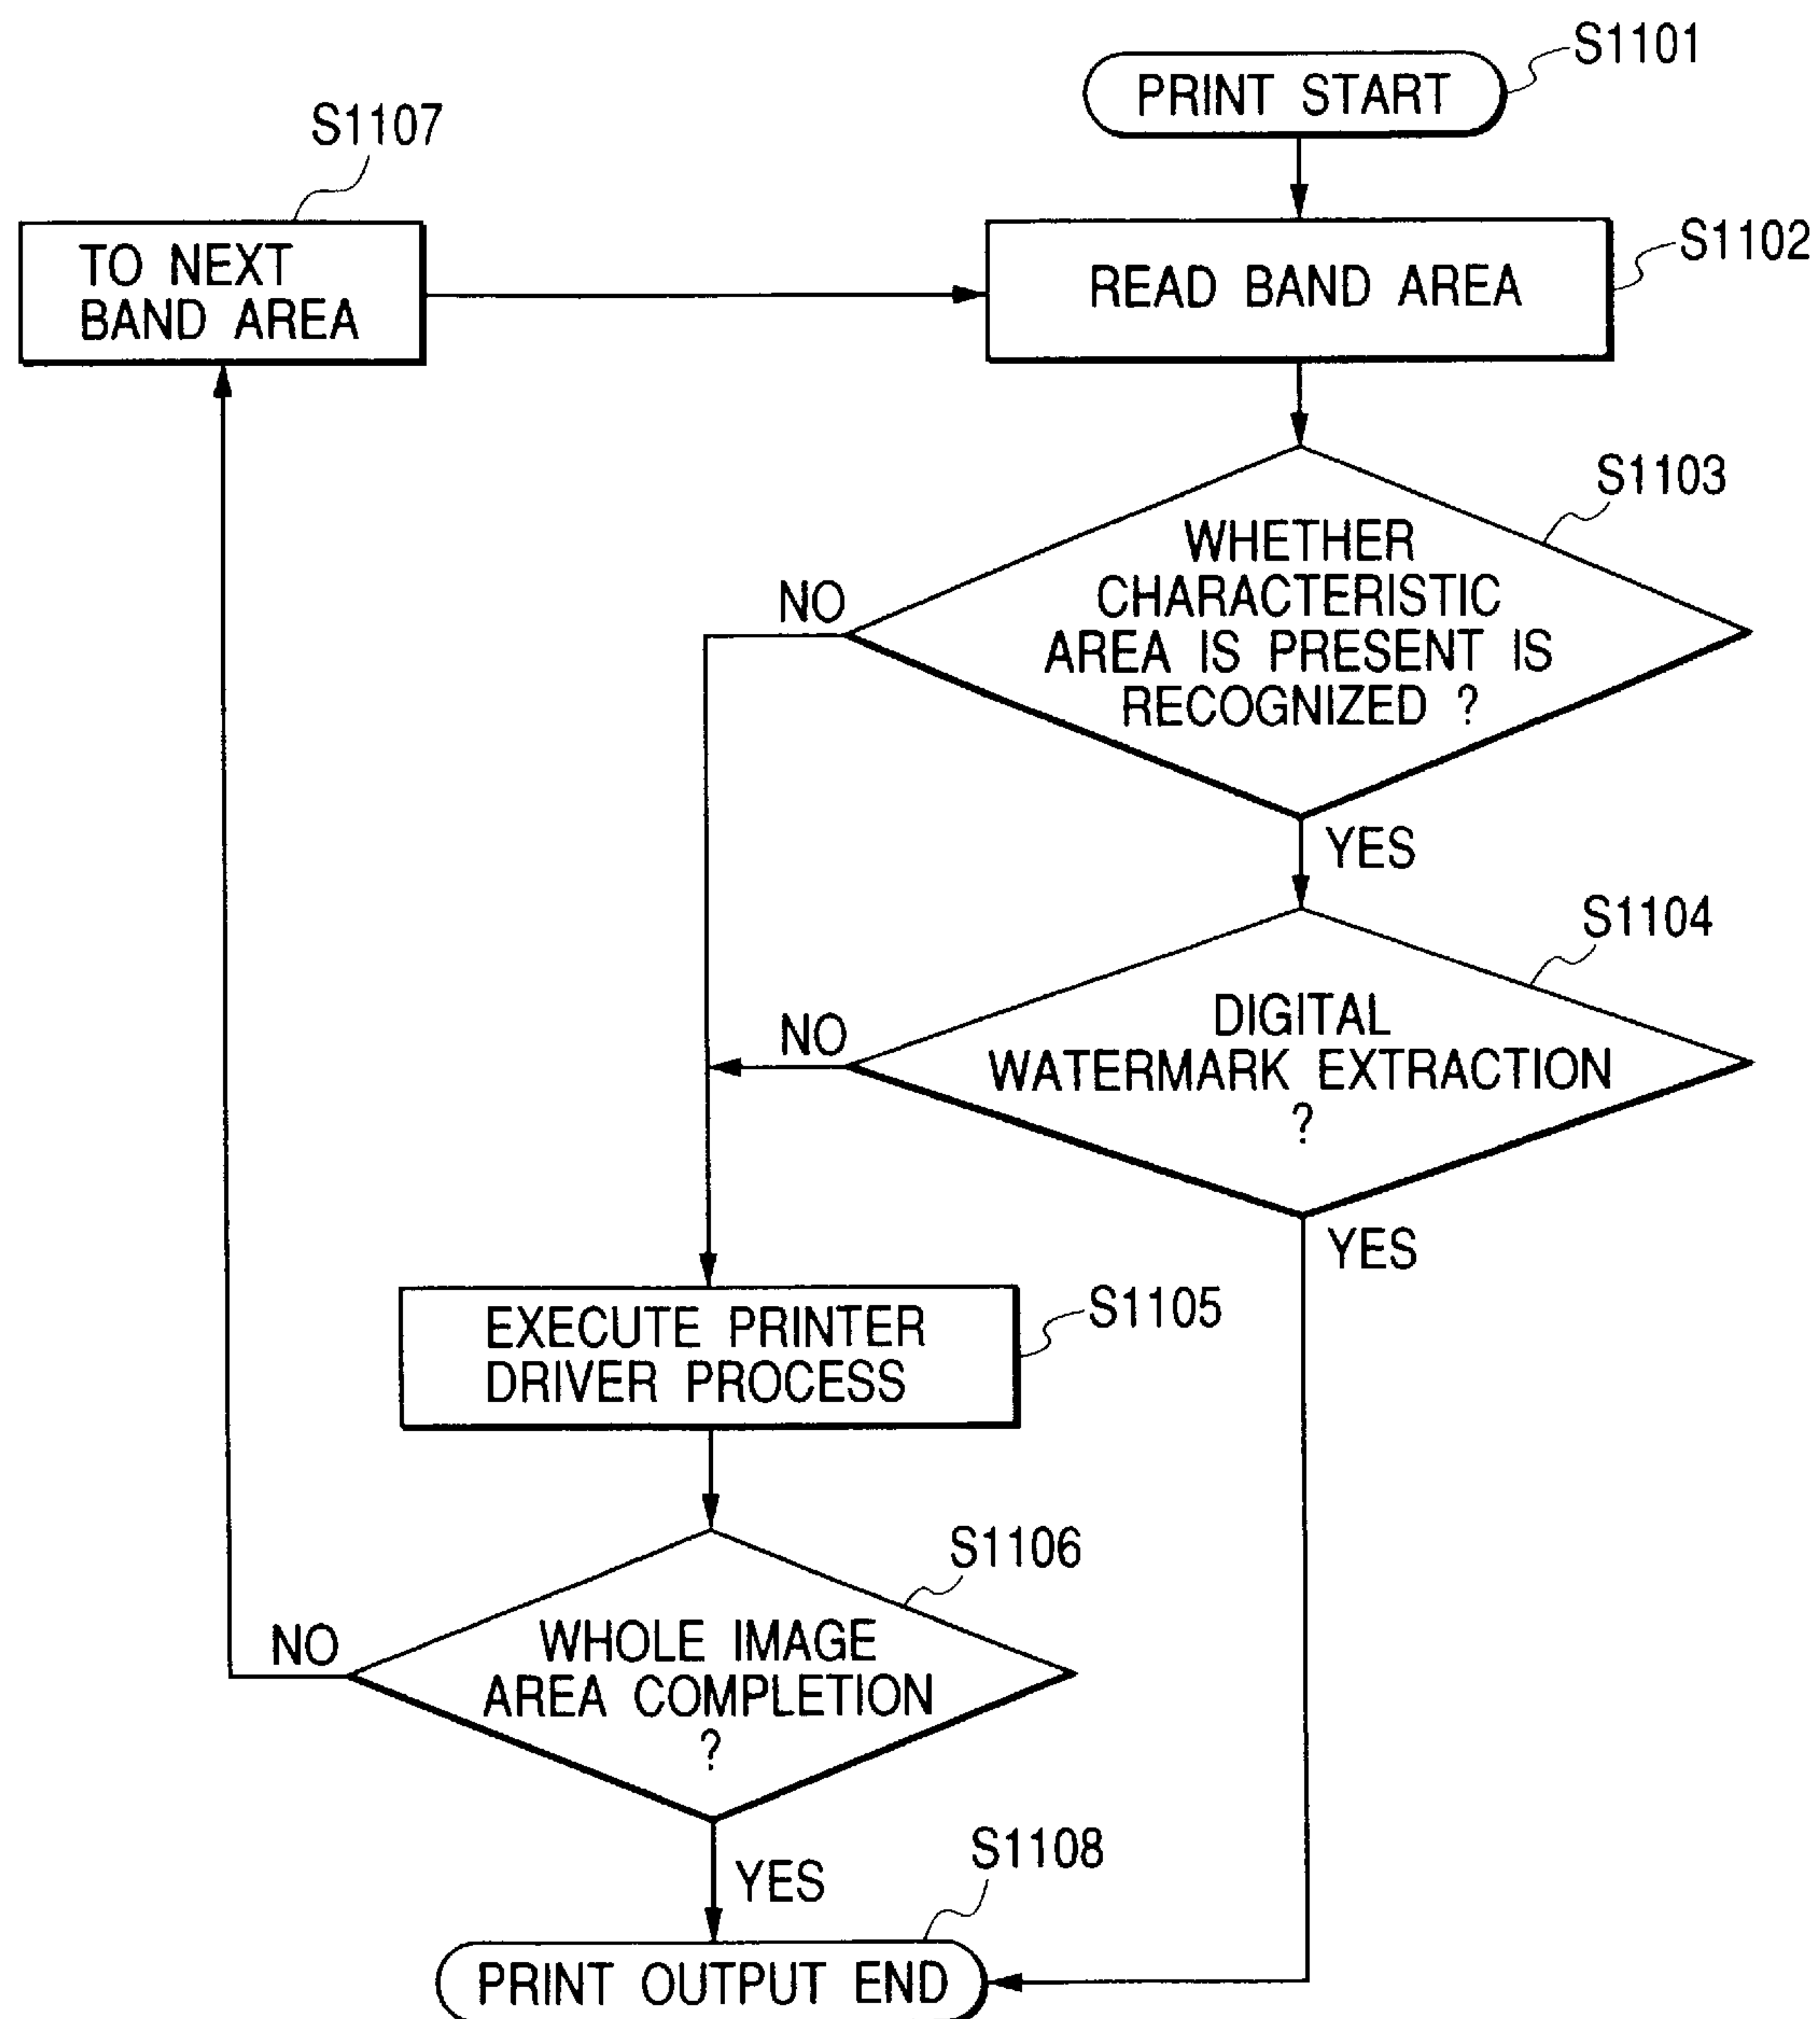 S1101
PRINT START
S1107
TO NEXT
BAND AREA
S1102
READ BAND AREA
S1103
WHETHER
CHARACTERISTIC
AREA IS PRESENT IS
RECOGNIZED ?
NO
YES
S1104
DIGITAL
WATERMARK EXTRACTION
?
NO
YES
S1105
EXECUTE PRINTER
DRIVER PROCESS
S1106
WHOLE IMAGE
AREA COMPLETION
?
NO
YES
S1108
PRINT OUTPUT END